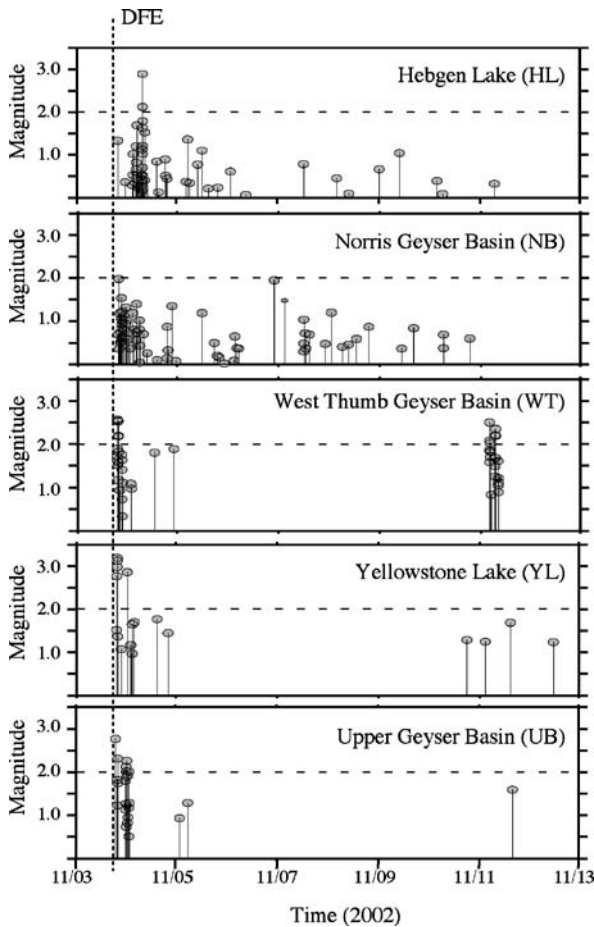 DFE
Hebgen Lake (HL)
Magnitude
3.0
2.0
1.0
Norris Geyser Basin (NB)
Magnitude
3.0
2.0
1.0
West Thumb Geyser Basin (WT)
Magnitude
3.0
2.0
1.0
Yellowstone Lake (YL)
Magnitude
3.0
2.0
1.0
Upper Geyser Basin (UB)
Magnitude
3.0
2.0
1.0
11/03 11/05 11/07 11/09 11/11 11/13
Time (2002)